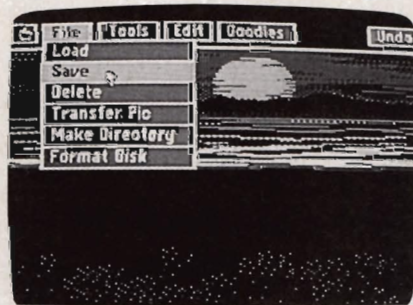 File Tools Edit Goodies Undo
Load
Save
Delete
Transfer Pic
Make Directory
Format Disk